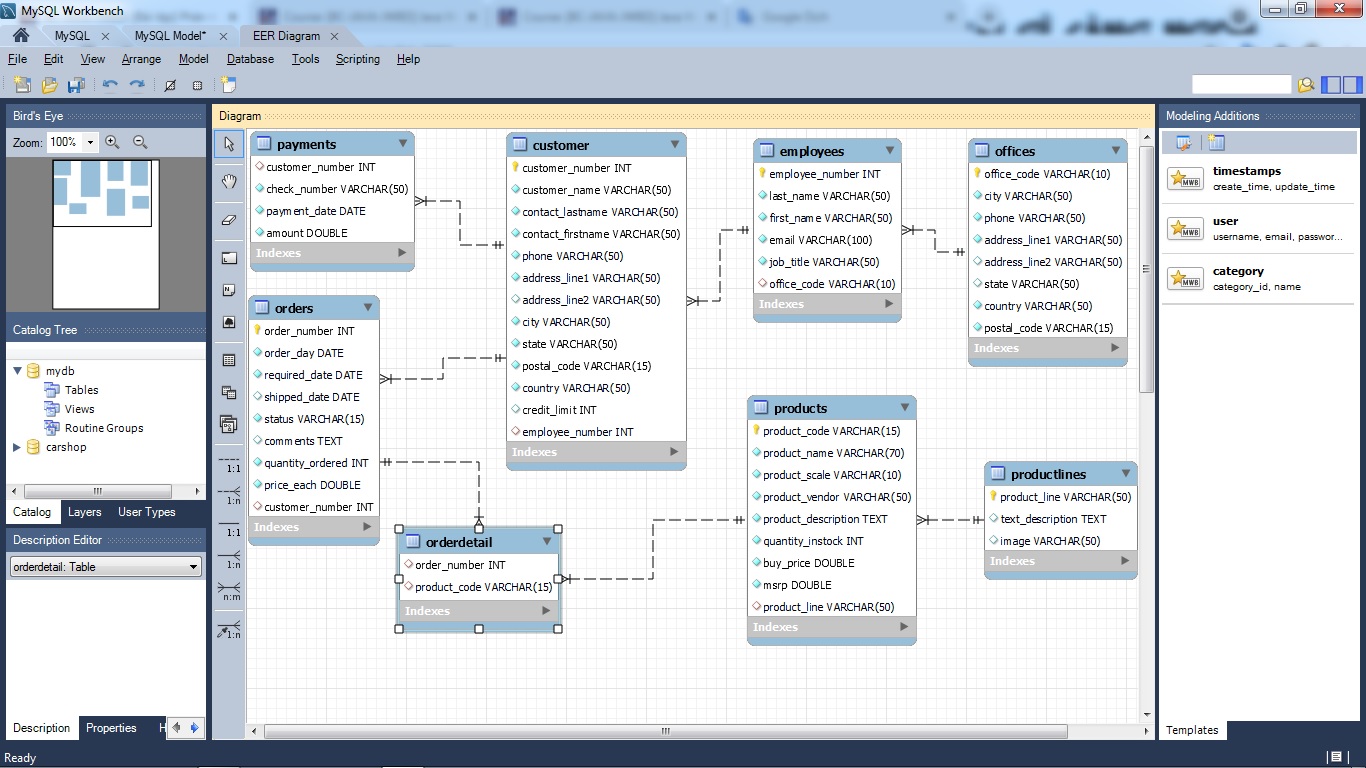 MySQL Workbench
MySQL
MySQL Model*
EER Diagram
File Edit View Arrange Model Database Tools Scripting Help
Bird's Eye
Zoom: 100%
Catalog Tree
mydb
Tables
Views
Routine Groups
carshop
Catalog Layers User Types
Description Editor
orderdetail: Table
Description Properties H
Ready
Diagram
1:1
1:n
1:1
1:n
n:m
1:n
payments
customer_number INT
check_number VARCHAR(50)
payment_date DATE
amount DOUBLE
Indexes
orders
order_number INT
order_day DATE
required_date DATE
shipped_date DATE
status VARCHAR(15)
comments TEXT
quantity_ordered INT
price_each DOUBLE
customer_number INT
Indexes
orderdetail
order_number INT
product_code VARCHAR(15)
Indexes
customer
customer_number INT
customer_name VARCHAR(50)
contact_lastname VARCHAR(50)
contact_firstname VARCHAR(50)
phone VARCHAR(50)
address_line1 VARCHAR(50)
address_line2 VARCHAR(50)
city VARCHAR(50)
state VARCHAR(50)
postal_code VARCHAR(15)
country VARCHAR(50)
credit_limit INT
employee_number INT
Indexes
employees
employee_number INT
last_name VARCHAR(50)
first_name VARCHAR(50)
email VARCHAR(100)
job_title VARCHAR(50)
office_code VARCHAR(10)
Indexes
offices
office_code VARCHAR(10)
city VARCHAR(50)
phone VARCHAR(50)
address_line1 VARCHAR(50)
address_line2 VARCHAR(50)
state VARCHAR(50)
country VARCHAR(50)
postal_code VARCHAR(15)
Indexes
products
product_code VARCHAR(15)
product_name VARCHAR(70)
product_scale VARCHAR(10)
product_vendor VARCHAR(50)
product_description TEXT
quantity_instock INT
buy_price DOUBLE
msrp DOUBLE
product_line VARCHAR(50)
Indexes
productlines
product_line VARCHAR(50)
text_description TEXT
image VARCHAR(50)
Indexes
Modeling Additions
MWB
timestamps
create_time, update_time
MWB
user
username, email, passwor...
MWB
category
category_id, name
Templates